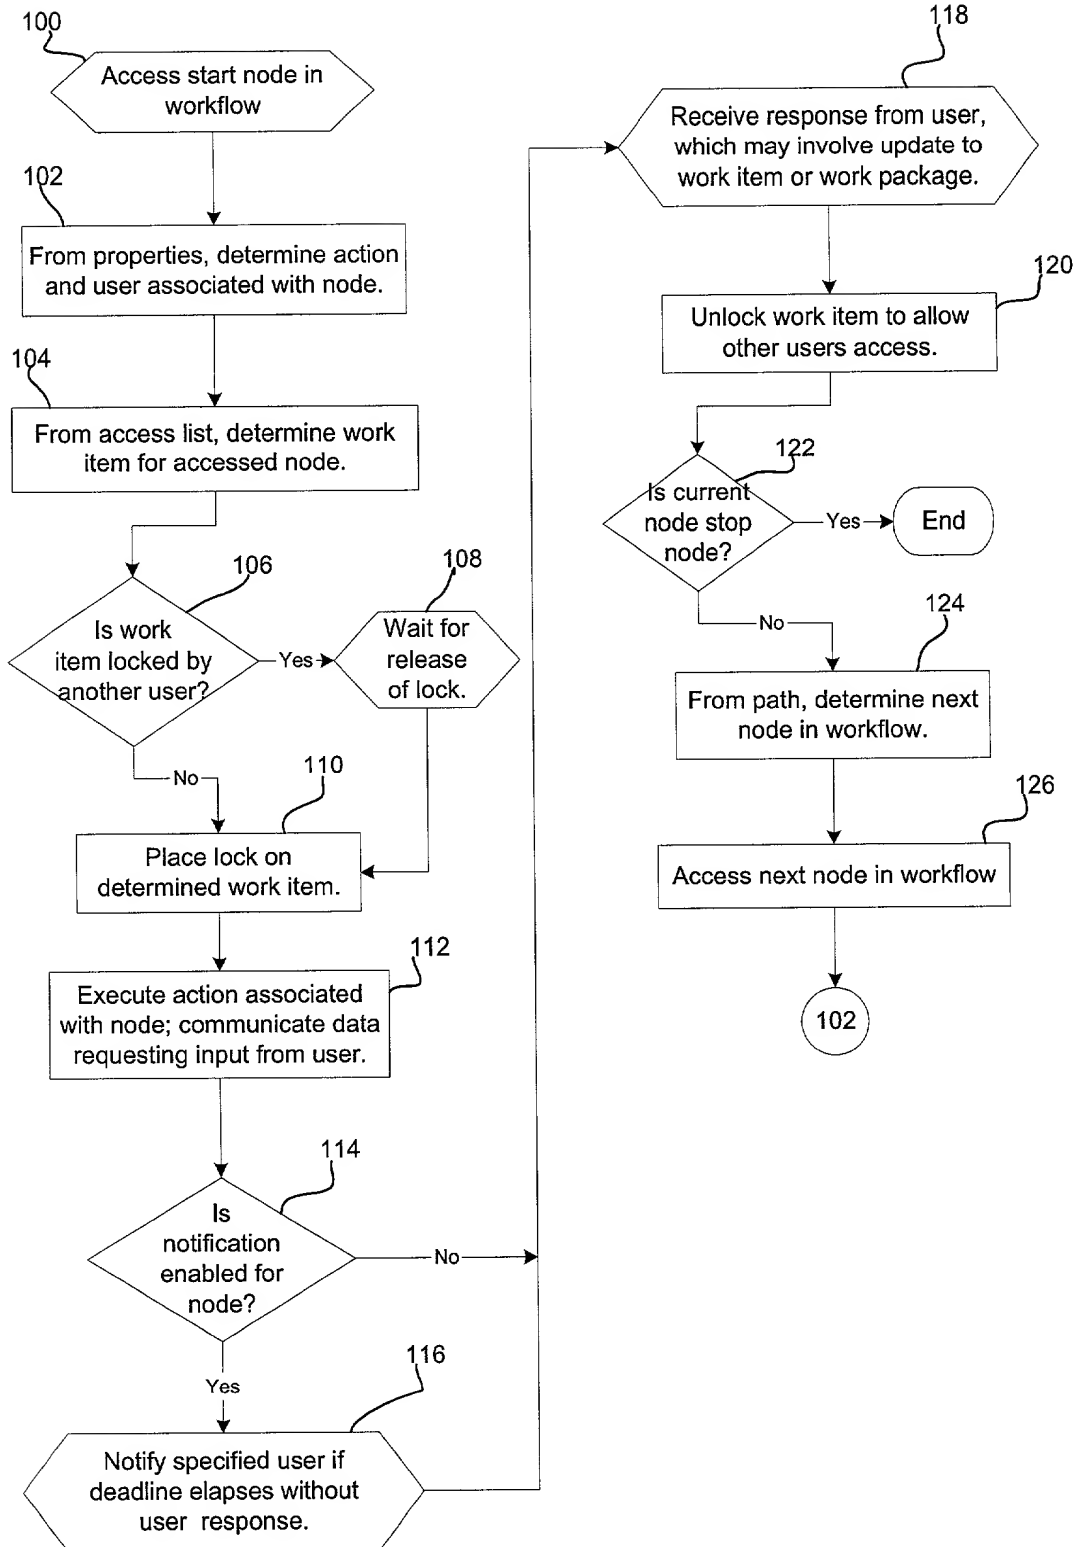 100
Access start node in
workflow
102
From properties, determine action
and user associated with node.
104
From access list, determine work
item for accessed node.
106
Is work
item locked by
another user?
Yes
108
Wait for
release
of lock.
No
110
Place lock on
determined work item.
112
Execute action associated
with node; communicate data
requesting input from user.
114
Is
notification
enabled for
node?
No
Yes
116
Notify specified user if
deadline elapses without
user response.
118
Receive response from user,
which may involve update to
work item or work package.
120
Unlock work item to allow
other users access.
122
Is current
node stop
node?
Yes
End
No
124
From path, determine next
node in workflow.
126
Access next node in workflow
102